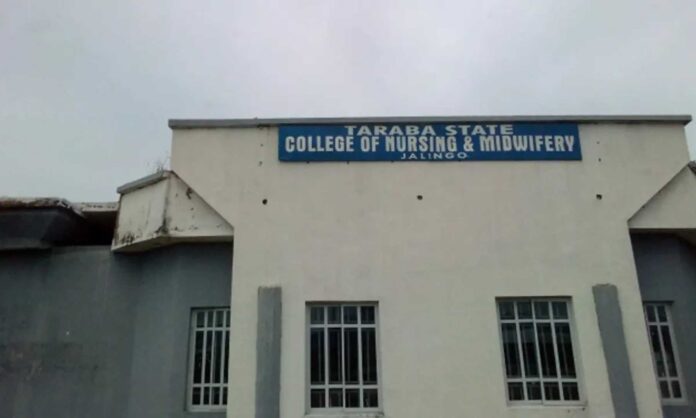 TARABA STATE
COLLEGE OF NURSING & MIDWIFERY
JALINGO